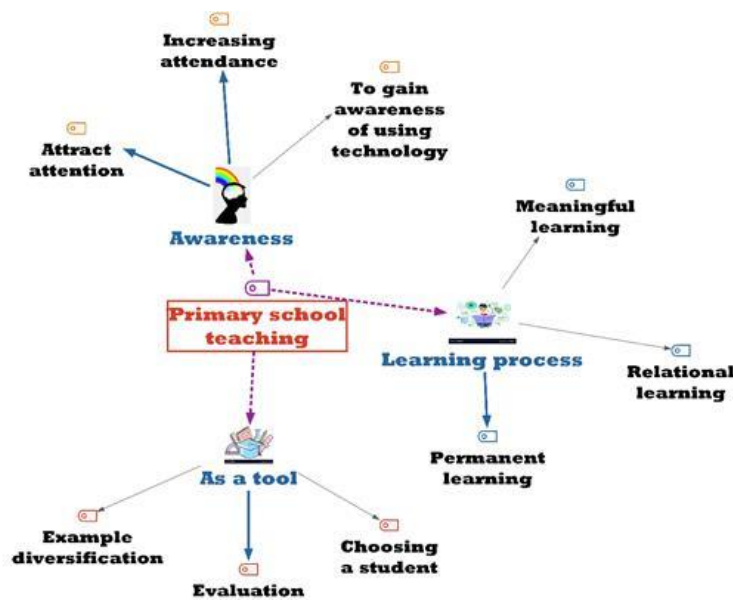 Increasing
attendance
To gain
awareness
of using
technology
Attract
attention
Awareness
Meaningful
learning
Primary school
teaching
Learning process
Relational
learning
Permanent
learning
As a tool
Example
diversification
Choosing
a student
Evaluation